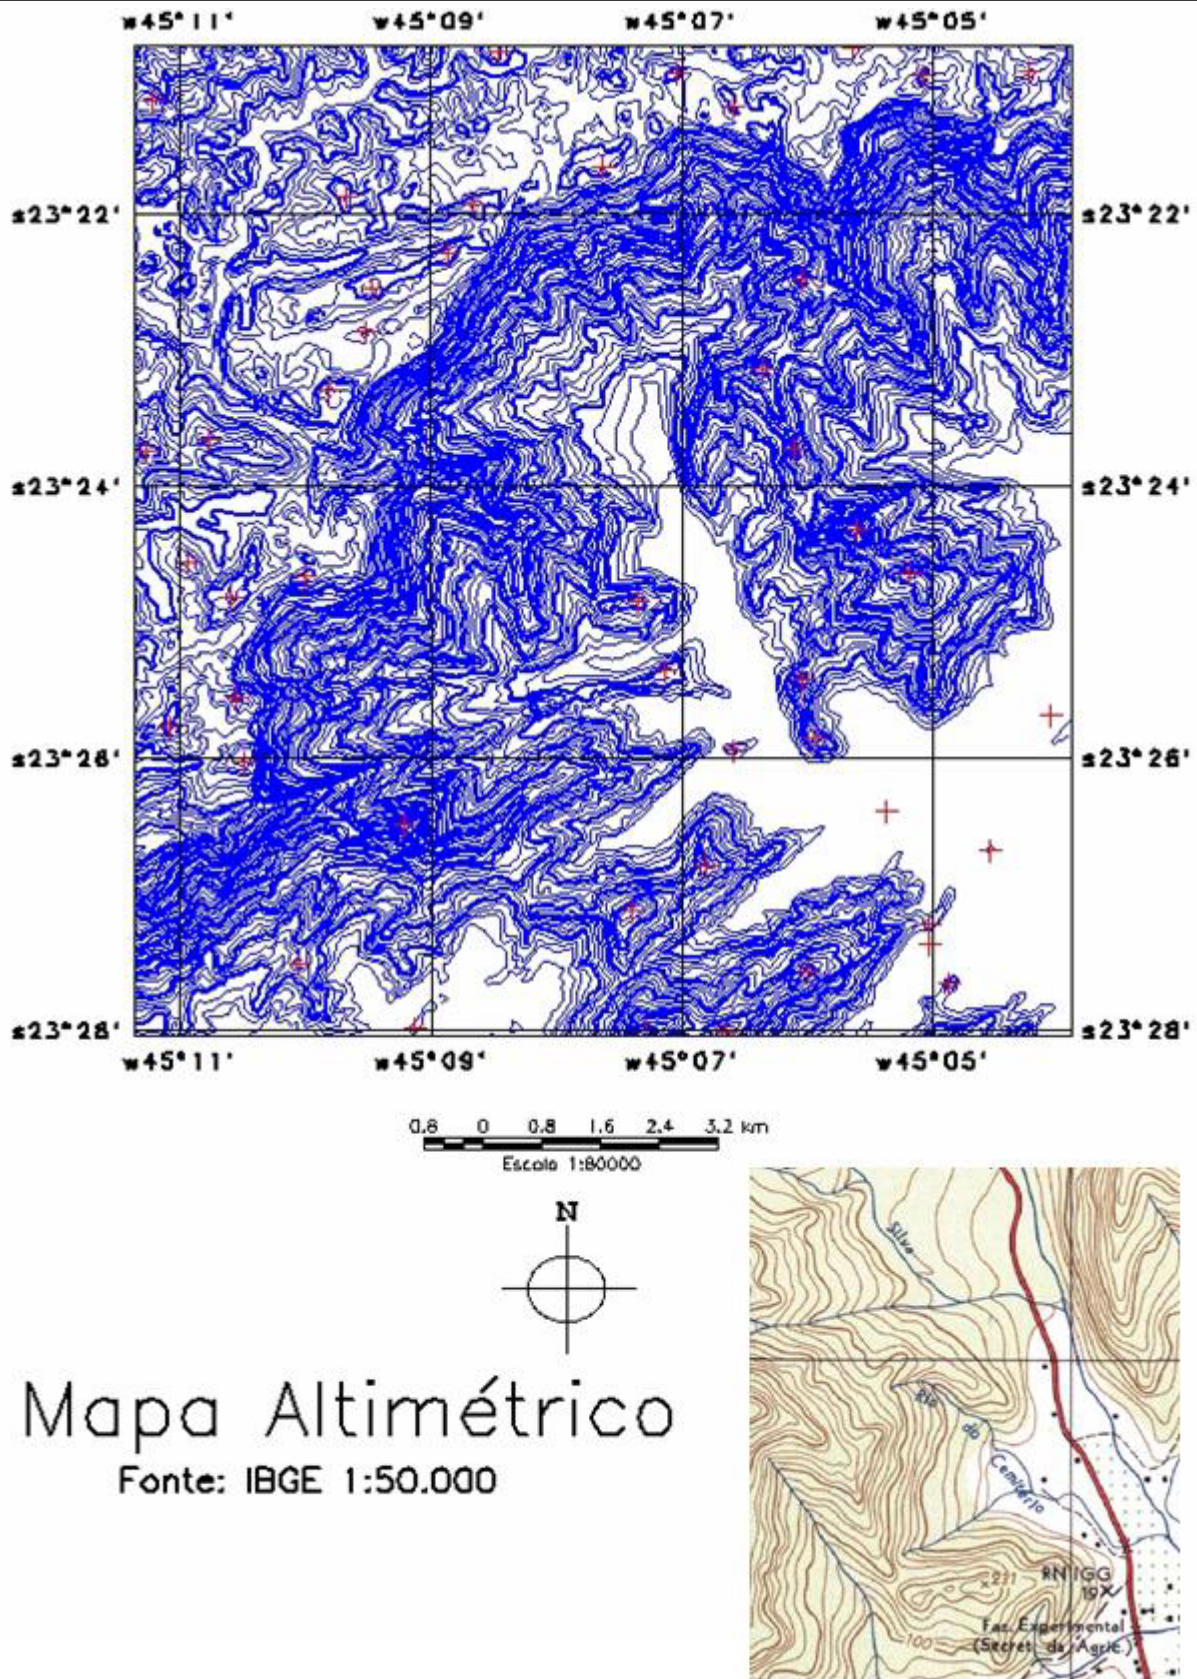 w45°11' w45°09' w45°07' w45°05'
s23°22' s23°22'
s23°24' s23°24'
s23°26' s23°26'
s23°28' s23°28'
w45°11' w45°09' w45°07' w45°05'
0.8 0 0.8 1.6 2.4 3.2 km
Escala 1:80000
N
Mapa Altimétrico
Fonte: IBGE 1:50.000
Silva
Rio do Cemitério
×271
RN IGG
19×
Faz. Experimental
100
(Secret. da Agric.)